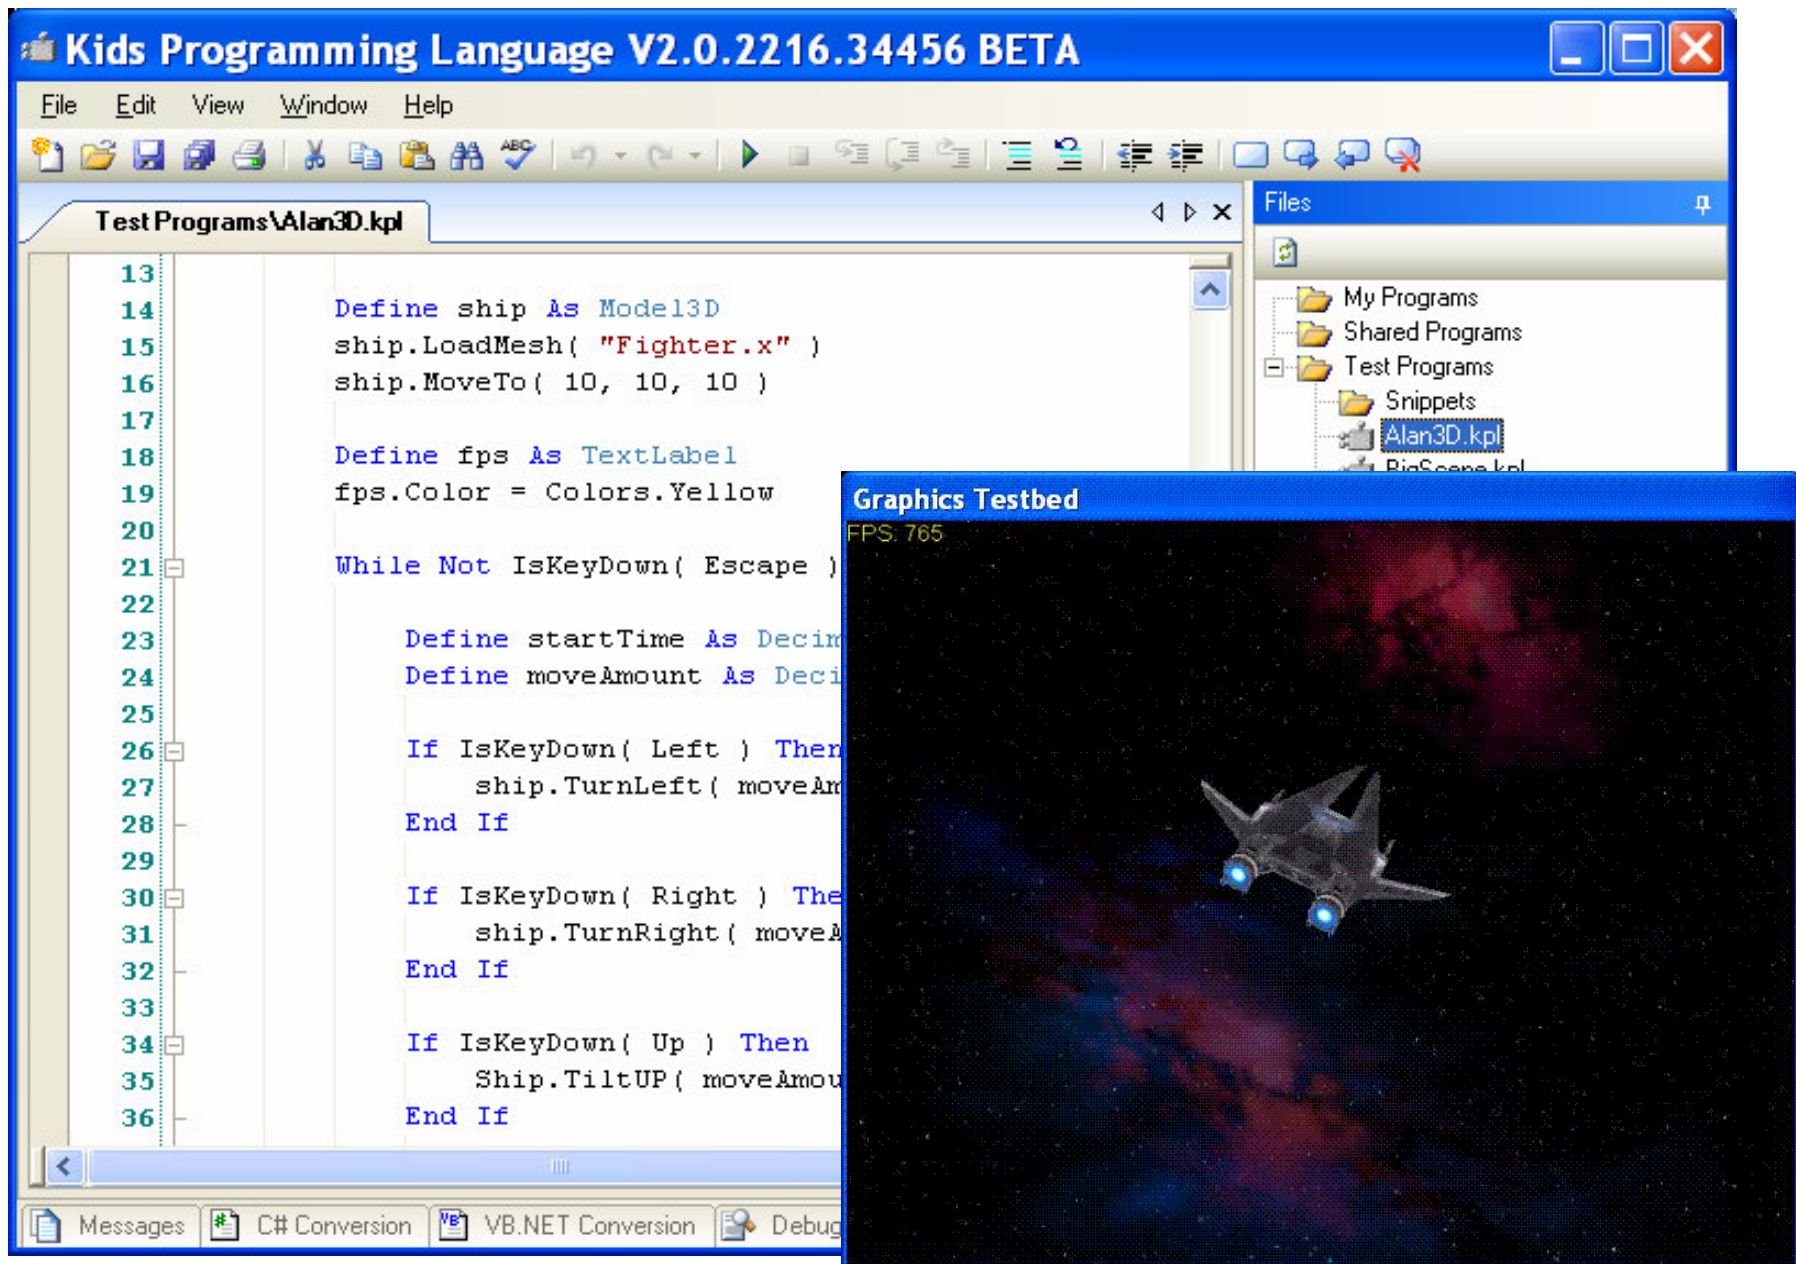 Kids Programming Language V2.0.2216.34456 BETA
File Edit View Window Help
ABC
Test Programs\Alan3D.kpl
Files
13
14 Define ship As Model3D
15 ship.LoadMesh( "Fighter.x" )
16 ship.MoveTo( 10, 10, 10 )
17
18 Define fps As TextLabel
19 fps.Color = Colors.Yellow
20
21 While Not IsKeyDown( Escape )
22
23 Define startTime As Decim
24 Define moveAmount As Deci
25
26 If IsKeyDown( Left ) Then
27 ship.TurnLeft( moveAm
28 End If
29
30 If IsKeyDown( Right ) The
31 ship.TurnRight( moveA
32 End If
33
34 If IsKeyDown( Up ) Then
35 Ship.TiltUP( moveAmou
36 End If
My Programs
Shared Programs
Test Programs
Snippets
Alan3D.kpl
BigScene.kpl
Graphics Testbed
FPS: 765
Messages # C# Conversion VB VB.NET Conversion Debug